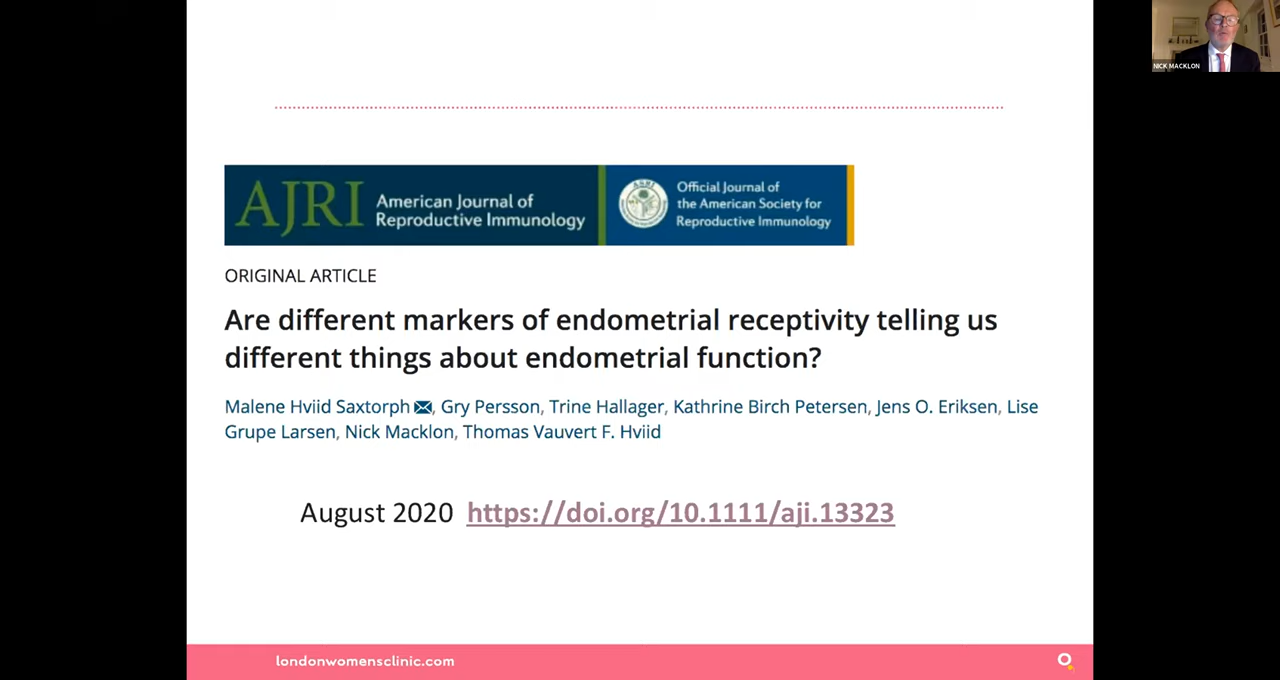 NICK MACKLON
AJRI
American Journal of
Reproductive Immunology
Official Journal of
the American Society for
Reproductive Immunology
ORIGINAL ARTICLE
Are different markers of endometrial receptivity telling us
different things about endometrial function?
Malene Hviid Saxtorph, Gry Persson, Trine Hallager, Kathrine Birch Petersen, Jens O. Eriksen, Lise
Grupe Larsen, Nick Macklon, Thomas Vauvert F. Hviid
August 2020 https://doi.org/10.1111/aji.13323
londonwomensclinic.com